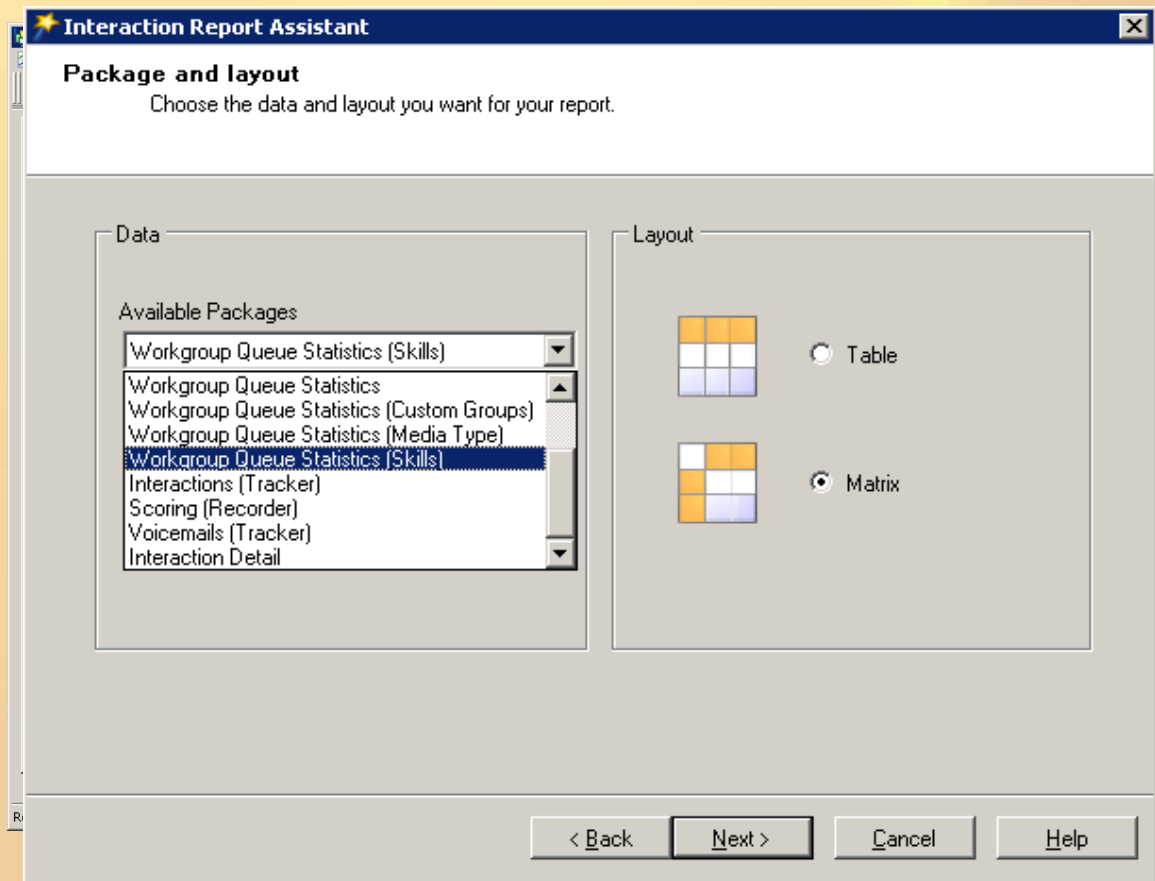 Interaction Report Assistant
Package and layout
Choose the data and layout you want for your report.
Data
Available Packages
Workgroup Queue Statistics (Skills)
Workgroup Queue Statistics
Workgroup Queue Statistics (Custom Groups)
Workgroup Queue Statistics (Media Type)
Workgroup Queue Statistics (Skills)
Interactions (Tracker)
Scoring (Recorder)
Voicemails (Tracker)
Interaction Detail
Layout
Table
Matrix
< Back
Next >
Cancel
Help